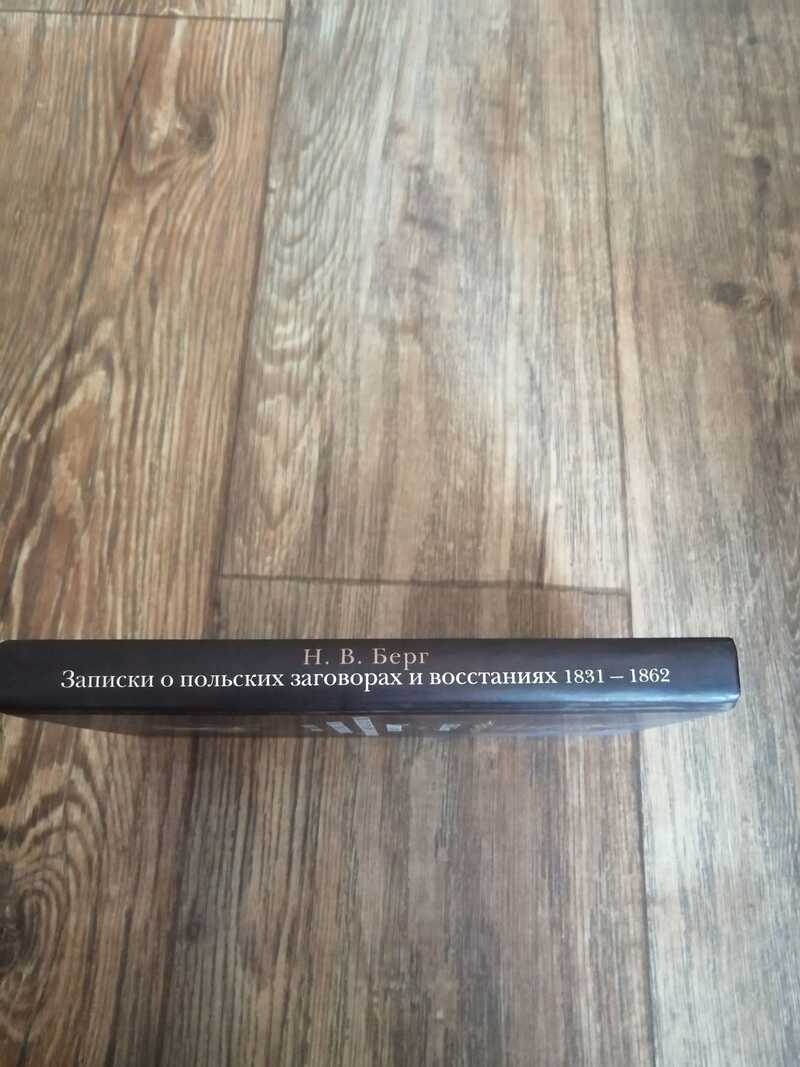 Н. В. Берг
Записки о польских заговорах и восстаниях 1831 – 1862